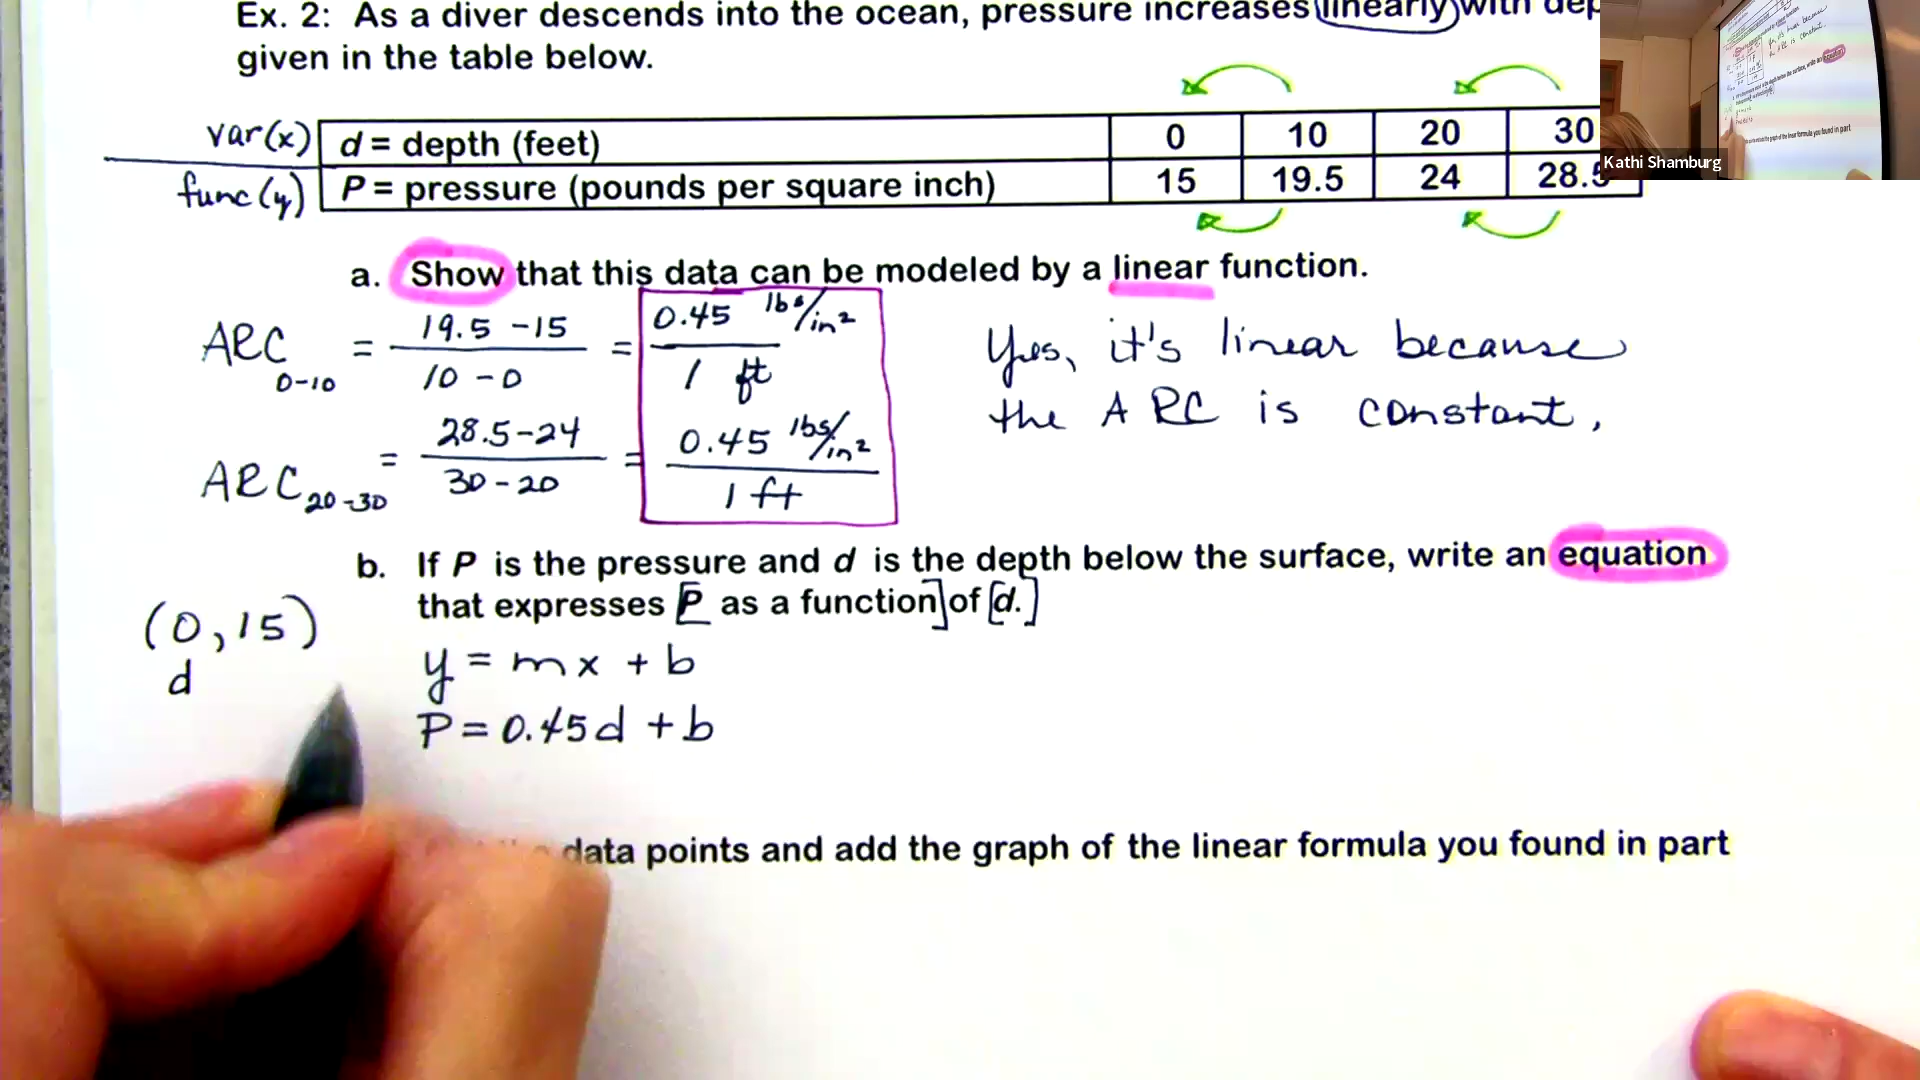 Ex. 2: As a diver descends into the ocean, pressure increases linearly with
given in the table below.
var(x) d = depth (feet) 0 10 20 30
func(y) P = pressure (pounds per square inch) 15 19.5 24 28.5
a. Show that this data can be modeled by a linear function.
ARC 0-10 = 19.5 - 15 / 10 - 0 = 0.45 lbs/in² / 1 ft
Yes, it's linear because
the ARC is constant.
ARC 20-30 = 28.5-24 / 30-20 = 0.45 lbs/in² / 1 ft
b. If P is the pressure and d is the depth below the surface, write an equation
that expresses [P as a function] of [d.]
(0, 15)
d
y = mx + b
P = 0.45d + b
data points and add the graph of the linear formula you found in part
Kathi Shamburg